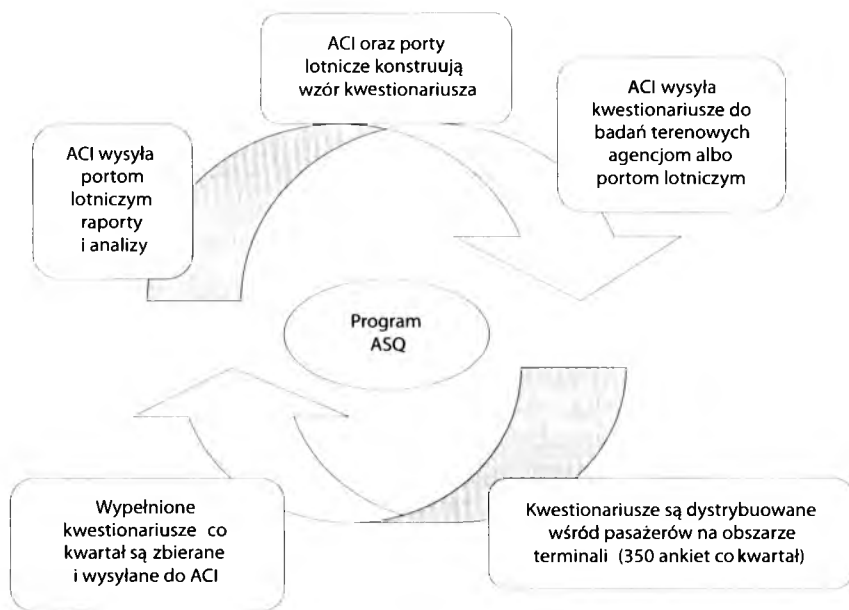 ACI oraz porty
lotnicze konstruują
wzór kwestionariusza
ACI wysyła
kwestionariusze do
badań terenowych
agencjom albo
portom lotniczym
ACI wysyła
portom
lotniczym
raporty
i analizy
Program
ASQ
Wypełnione
kwestionariusze co
kwartał są zbierane
i wysyłane do ACI
Kwestionariusze są dystrybuowane
wśród pasażerów na obszarze
terminali (350 ankiet co kwartał)